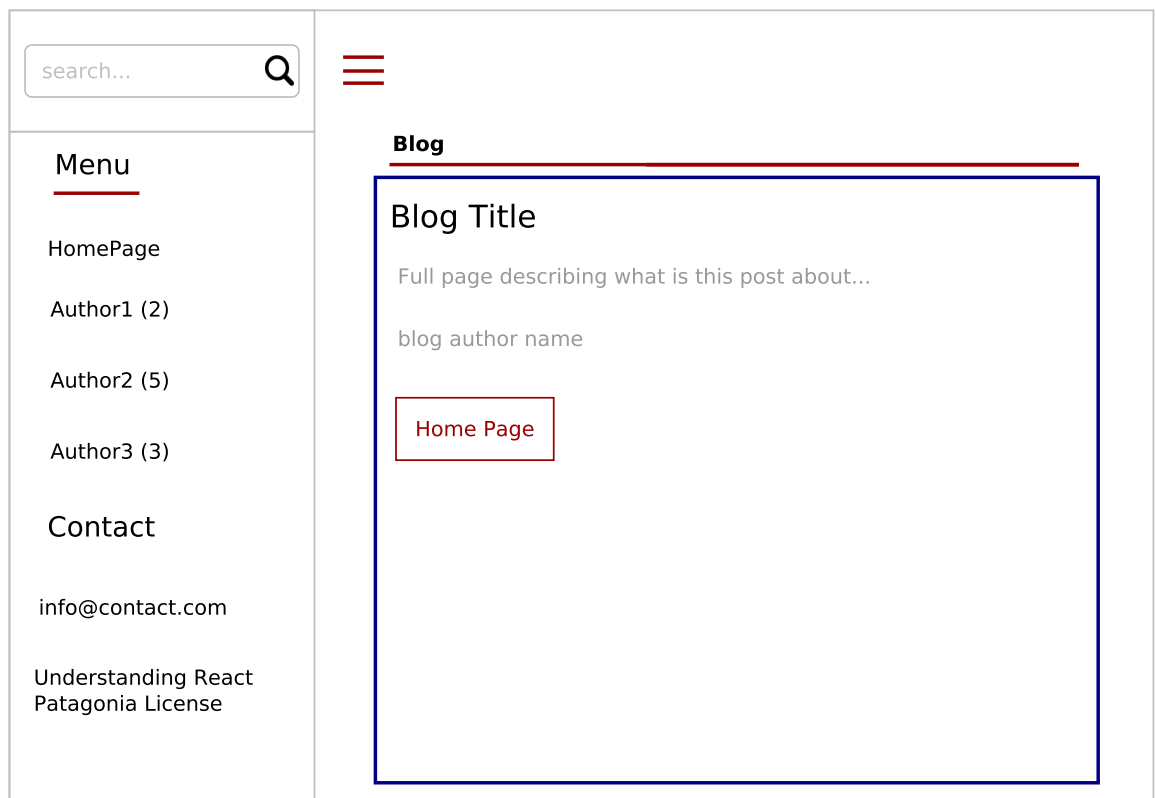 search...
Menu
HomePage
Author1 (2)
Author2 (5)
Author3 (3)
Contact
info@contact.com
Understanding React
Patagonia License
Blog
Blog Title
Full page describing what is this post about...
blog author name
Home Page